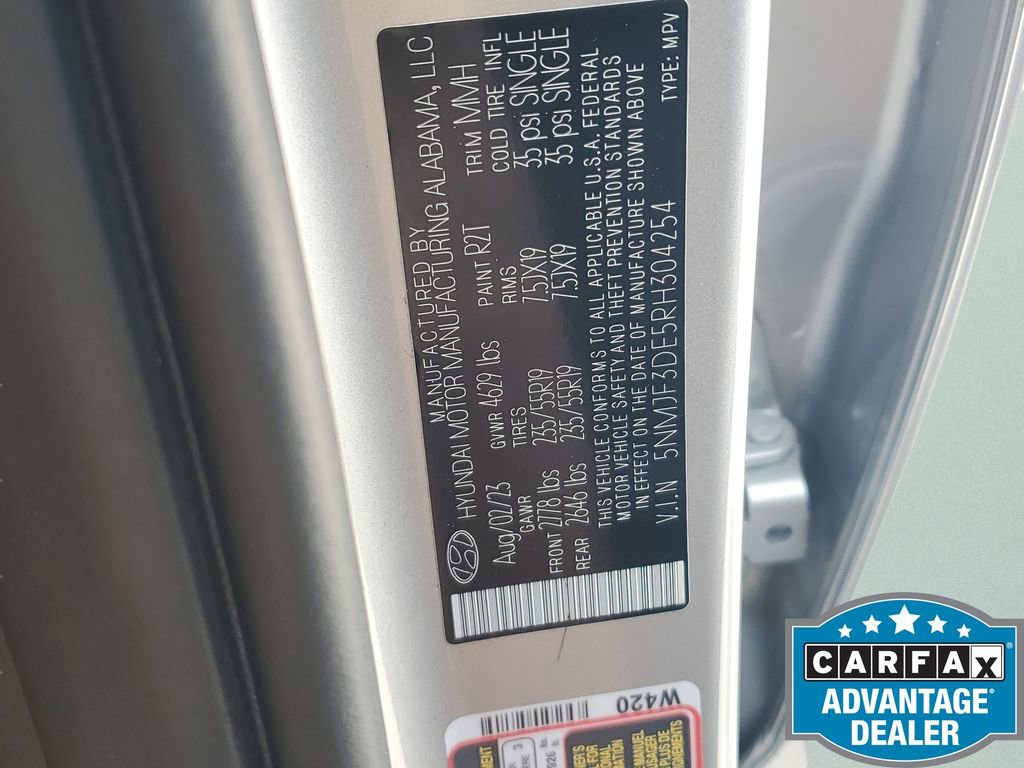 MANUFACTURED BY
HYUNDAI MOTOR MANUFACTURING ALABAMA, LLC
Aug/02/23 GVWR 4629 lbs PAINT R2T TRIM MMH
GAWR TIRES RIMS COLD TIRE INFL
FRONT 2778 lbs 235/55R19 7.5JX19 35 psi SINGLE
REAR 2646 lbs 235/55R19 7.5JX19 35 psi SINGLE
THIS VEHICLE CONFORMS TO ALL APPLICABLE U.S.A. FEDERAL
MOTOR VEHICLE SAFETY AND THEFT PREVENTION STANDARDS
IN EFFECT ON THE DATE OF MANUFACTURE SHOWN ABOVE
V.I.N 5NMJF3DE5RH304254 TYPE: MPV
W420
3
926
CARFAX
ADVANTAGE
DEALER